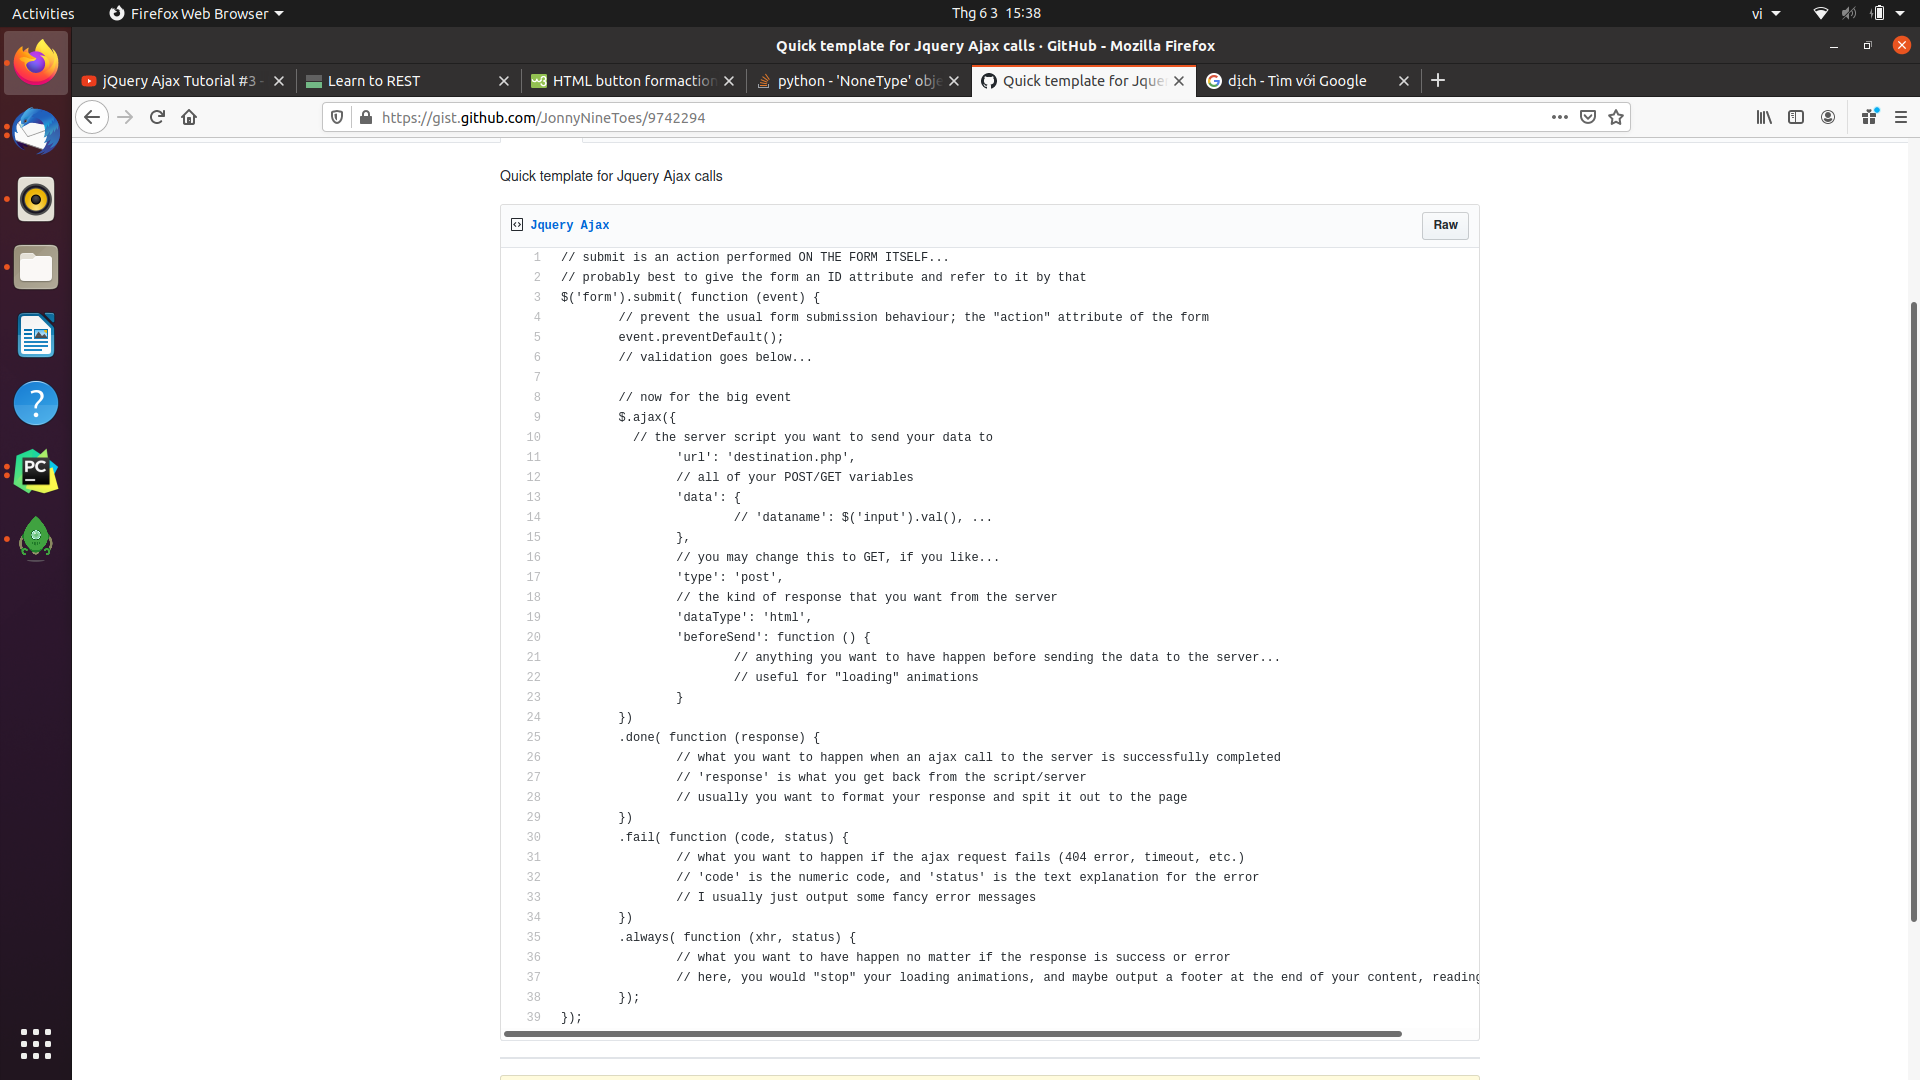 Activities
Firefox Web Browser
Thg 6 3 15:38
vi
Quick template for Jquery Ajax calls · GitHub - Mozilla Firefox
jQuery Ajax Tutorial #3 -
Learn to REST
HTML button formaction
python - 'NoneType' obje
Quick template for Jquer
dịch - Tìm với Google
https://gist.github.com/JonnyNineToes/9742294
Quick template for Jquery Ajax calls
Jquery Ajax
Raw
1 // submit is an action performed ON THE FORM ITSELF...
2 // probably best to give the form an ID attribute and refer to it by that
3 $('form').submit( function (event) {
4 // prevent the usual form submission behaviour; the "action" attribute of the form
5 event.preventDefault();
6 // validation goes below...
7
8 // now for the big event
9 $.ajax({
10 // the server script you want to send your data to
11 'url': 'destination.php',
12 // all of your POST/GET variables
13 'data': {
14 // 'dataname': $('input').val(), ...
15 },
16 // you may change this to GET, if you like...
17 'type': 'post',
18 // the kind of response that you want from the server
19 'dataType': 'html',
20 'beforeSend': function () {
21 // anything you want to have happen before sending the data to the server...
22 // useful for "loading" animations
23 }
24 })
25 .done( function (response) {
26 // what you want to happen when an ajax call to the server is successfully completed
27 // 'response' is what you get back from the script/server
28 // usually you want to format your response and spit it out to the page
29 })
30 .fail( function (code, status) {
31 // what you want to happen if the ajax request fails (404 error, timeout, etc.)
32 // 'code' is the numeric code, and 'status' is the text explanation for the error
33 // I usually just output some fancy error messages
34 })
35 .always( function (xhr, status) {
36 // what you want to have happen no matter if the response is success or error
37 // here, you would "stop" your loading animations, and maybe output a footer at the end of your content, reading
38 });
39 });
PC